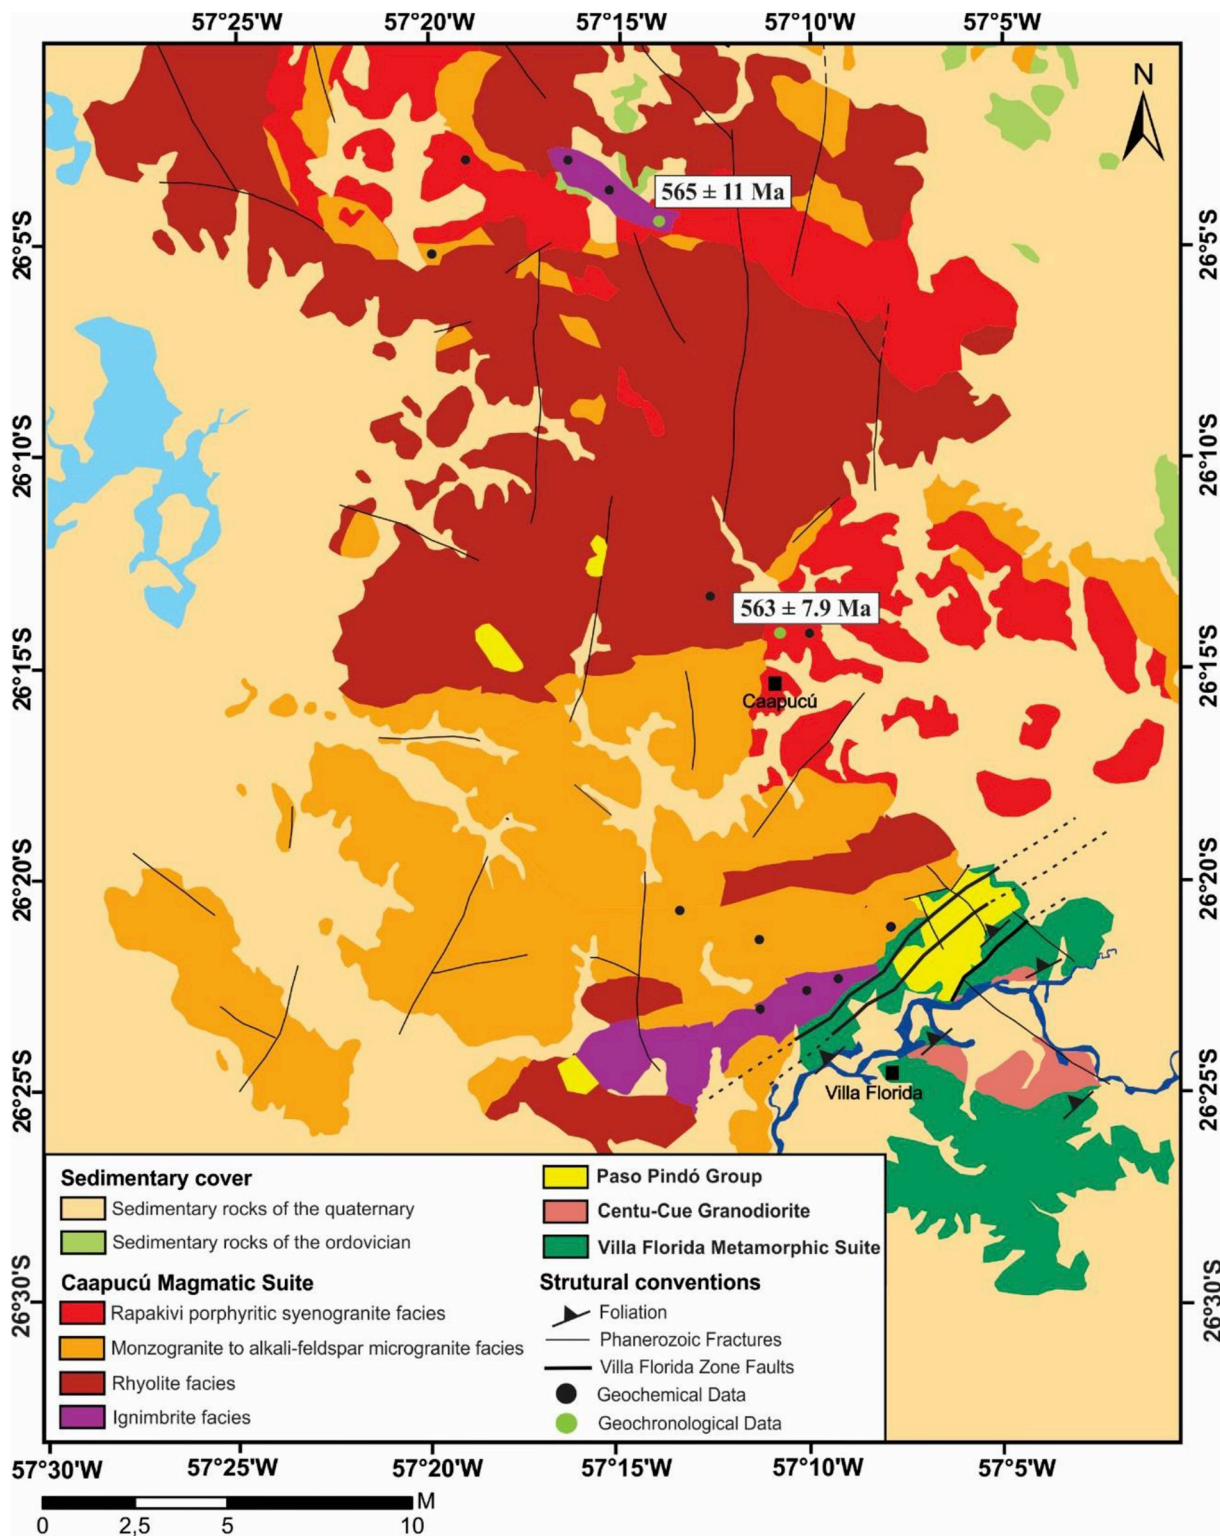 57°25'W 57°20'W 57°15'W 57°10'W 57°5'W
N
565 ± 11 Ma
26°5'S 26°5'S
26°10'S 26°10'S
563 ± 7.9 Ma
26°15'S 26°15'S
Caapucú
26°20'S 26°20'S
26°25'S 26°25'S
Villa Florida
Sedimentary cover
Sedimentary rocks of the quaternary
Sedimentary rocks of the ordovician
Caapucú Magmatic Suite
Rapakivi porphyritic syenogranite facies
Monzogranite to alkali-feldspar microgranite facies
Rhyolite facies
Ignimbrite facies
Paso Pindó Group
Centu-Cue Granodiorite
Villa Florida Metamorphic Suite
Strutural conventions
Foliation
Phanerozoic Fractures
Villa Florida Zone Faults
Geochemical Data
Geochronological Data
26°30'S 26°30'S
57°30'W 57°25'W 57°20'W 57°15'W 57°10'W 57°5'W
M
0 2,5 5 10